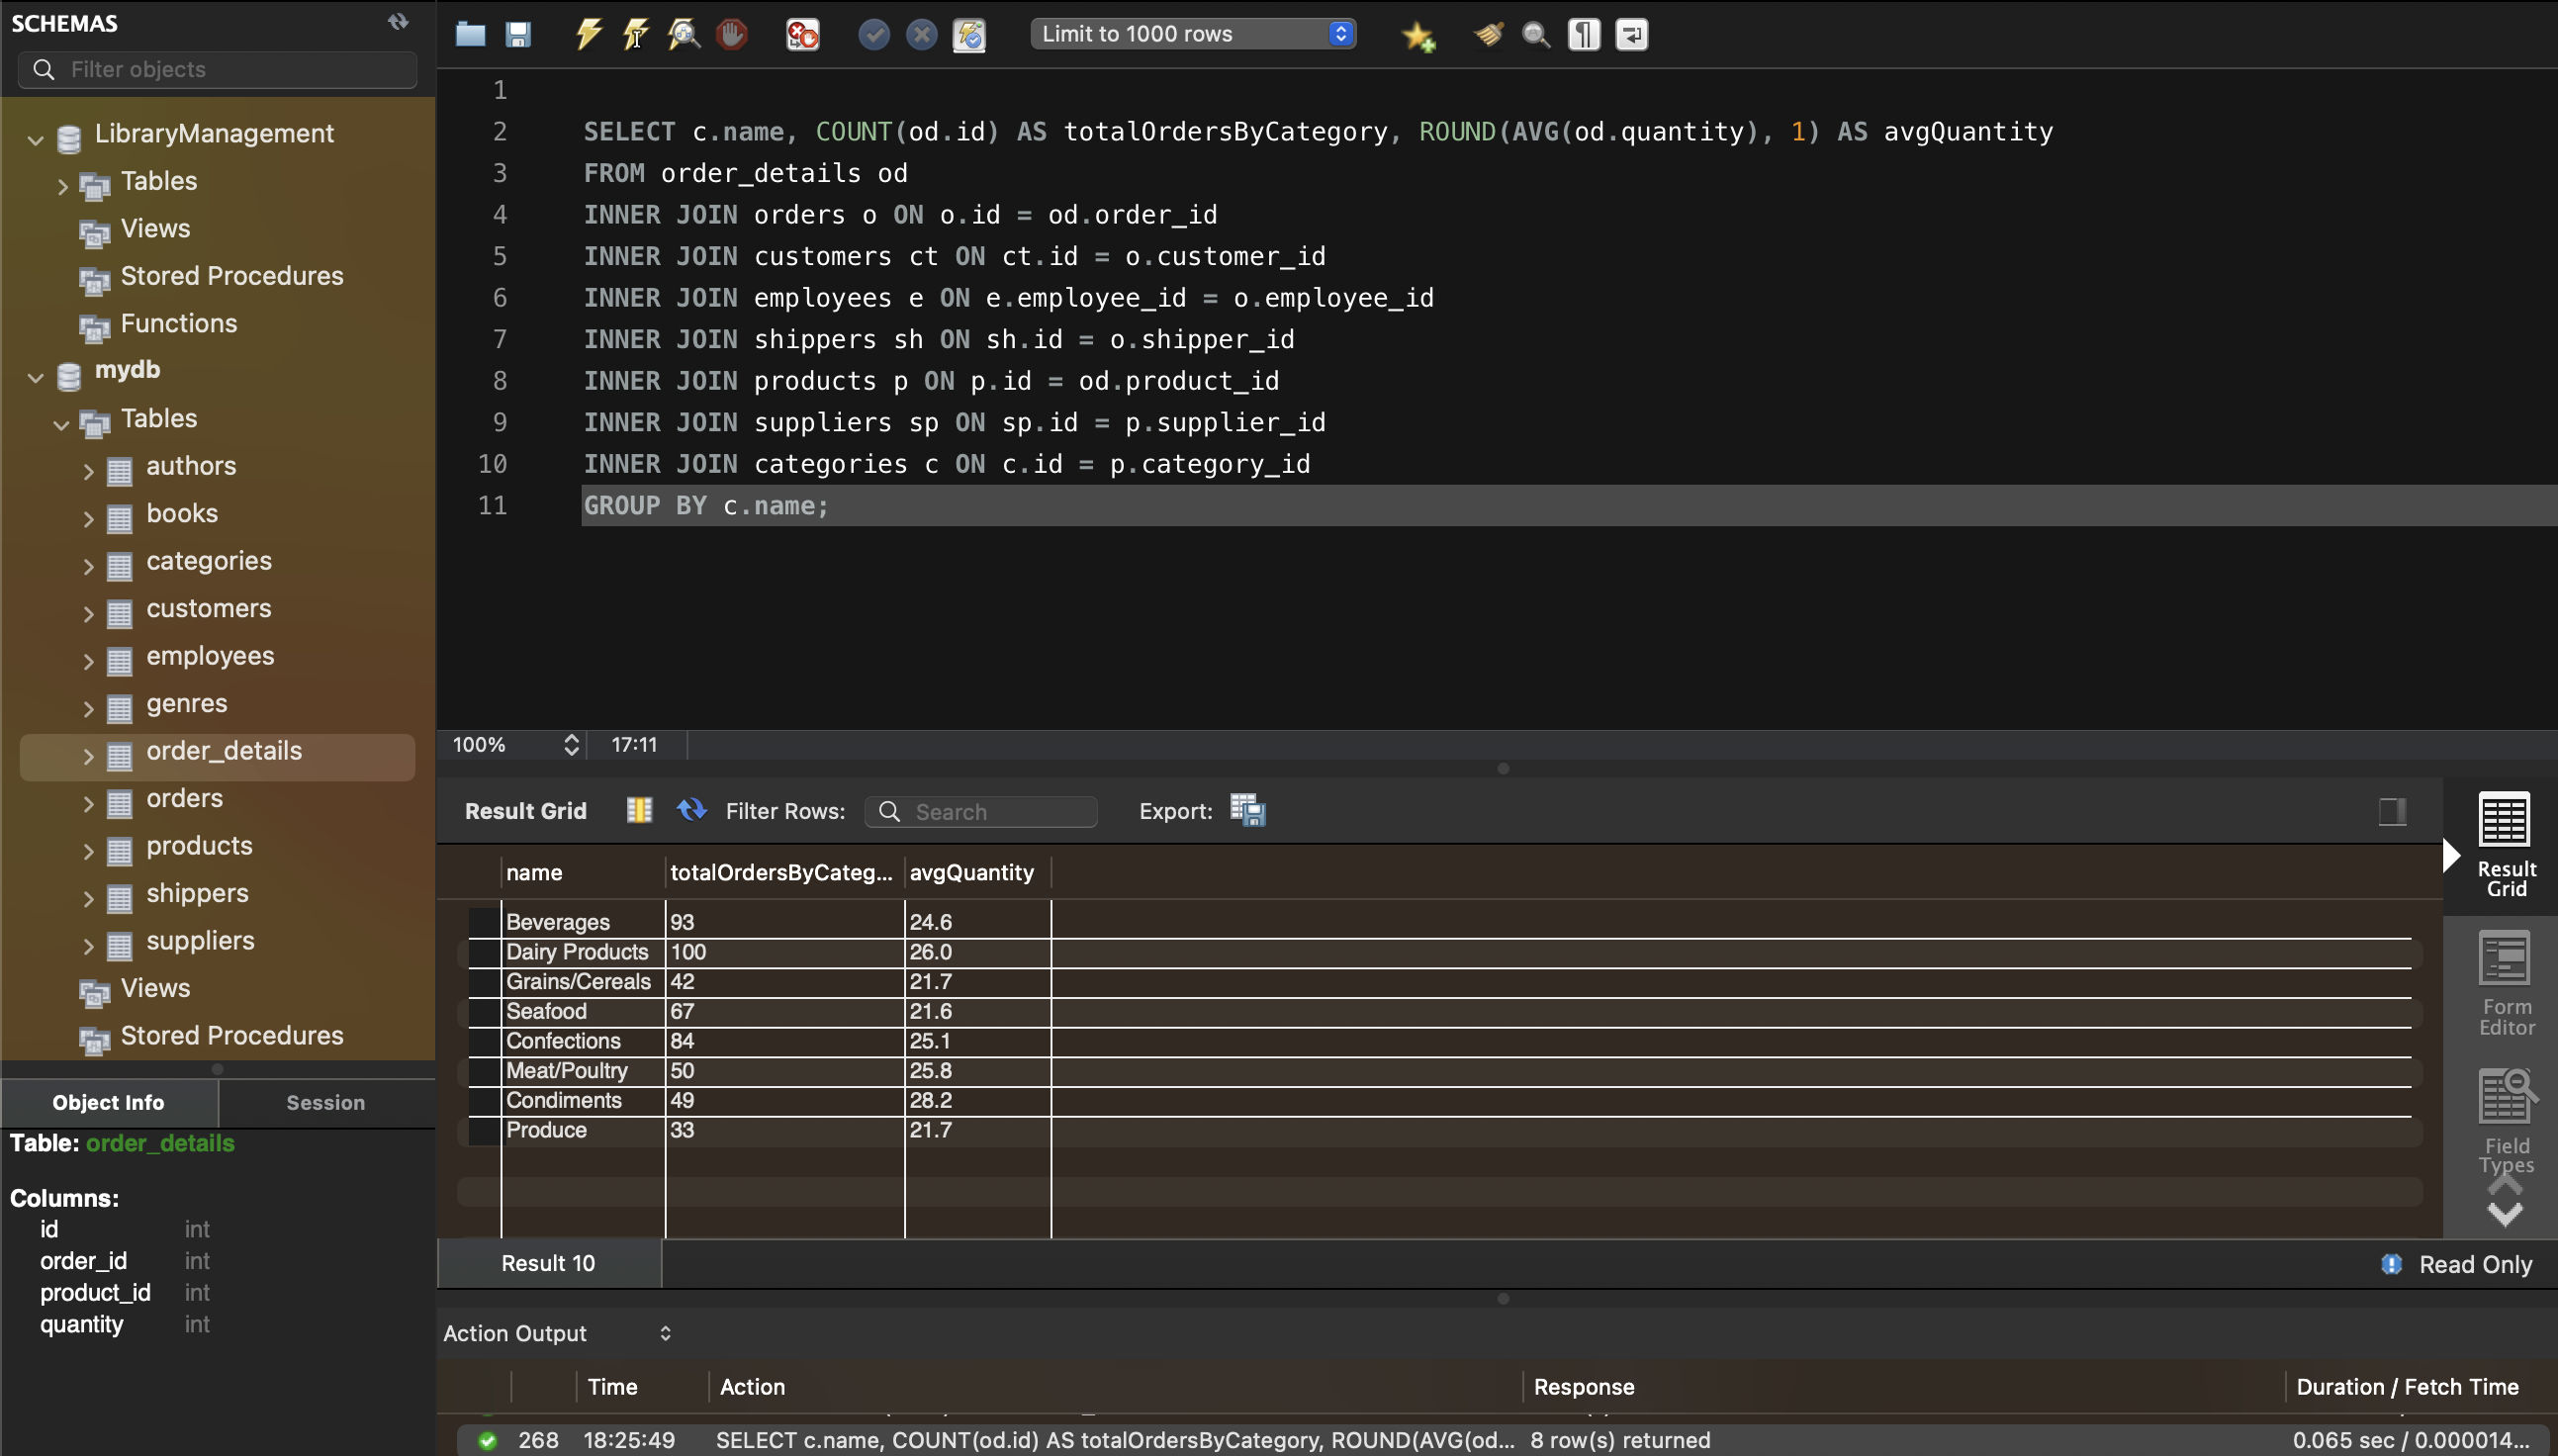 SCHEMAS
Filter objects
LibraryManagement
Tables
Views
Stored Procedures
Functions
mydb
Tables
authors
books
categories
customers
employees
genres
order_details
orders
products
shippers
suppliers
Views
Stored Procedures
Object Info Session
Table: order_details
Columns:
id int
order_id int
product_id int
quantity int
Limit to 1000 rows
1
2 SELECT c.name, COUNT(od.id) AS totalOrdersByCategory, ROUND(AVG(od.quantity), 1) AS avgQuantity
3 FROM order_details od
4 INNER JOIN orders o ON o.id = od.order_id
5 INNER JOIN customers ct ON ct.id = o.customer_id
6 INNER JOIN employees e ON e.employee_id = o.employee_id
7 INNER JOIN shippers sh ON sh.id = o.shipper_id
8 INNER JOIN products p ON p.id = od.product_id
9 INNER JOIN suppliers sp ON sp.id = p.supplier_id
10 INNER JOIN categories c ON c.id = p.category_id
11 GROUP BY c.name;
100% 17:11
Result Grid Filter Rows: Search Export:
name totalOrdersByCateg... avgQuantity
Beverages 93 24.6
Dairy Products 100 26.0
Grains/Cereals 42 21.7
Seafood 67 21.6
Confections 84 25.1
Meat/Poultry 50 25.8
Condiments 49 28.2
Produce 33 21.7
Result
Grid
Form
Editor
Field
Types
Result 10 Read Only
Action Output
Time Action Response Duration / Fetch Time
268 18:25:49 SELECT c.name, COUNT(od.id) AS totalOrdersByCategory, ROUND(AVG(od... 8 row(s) returned 0.065 sec / 0.000014...